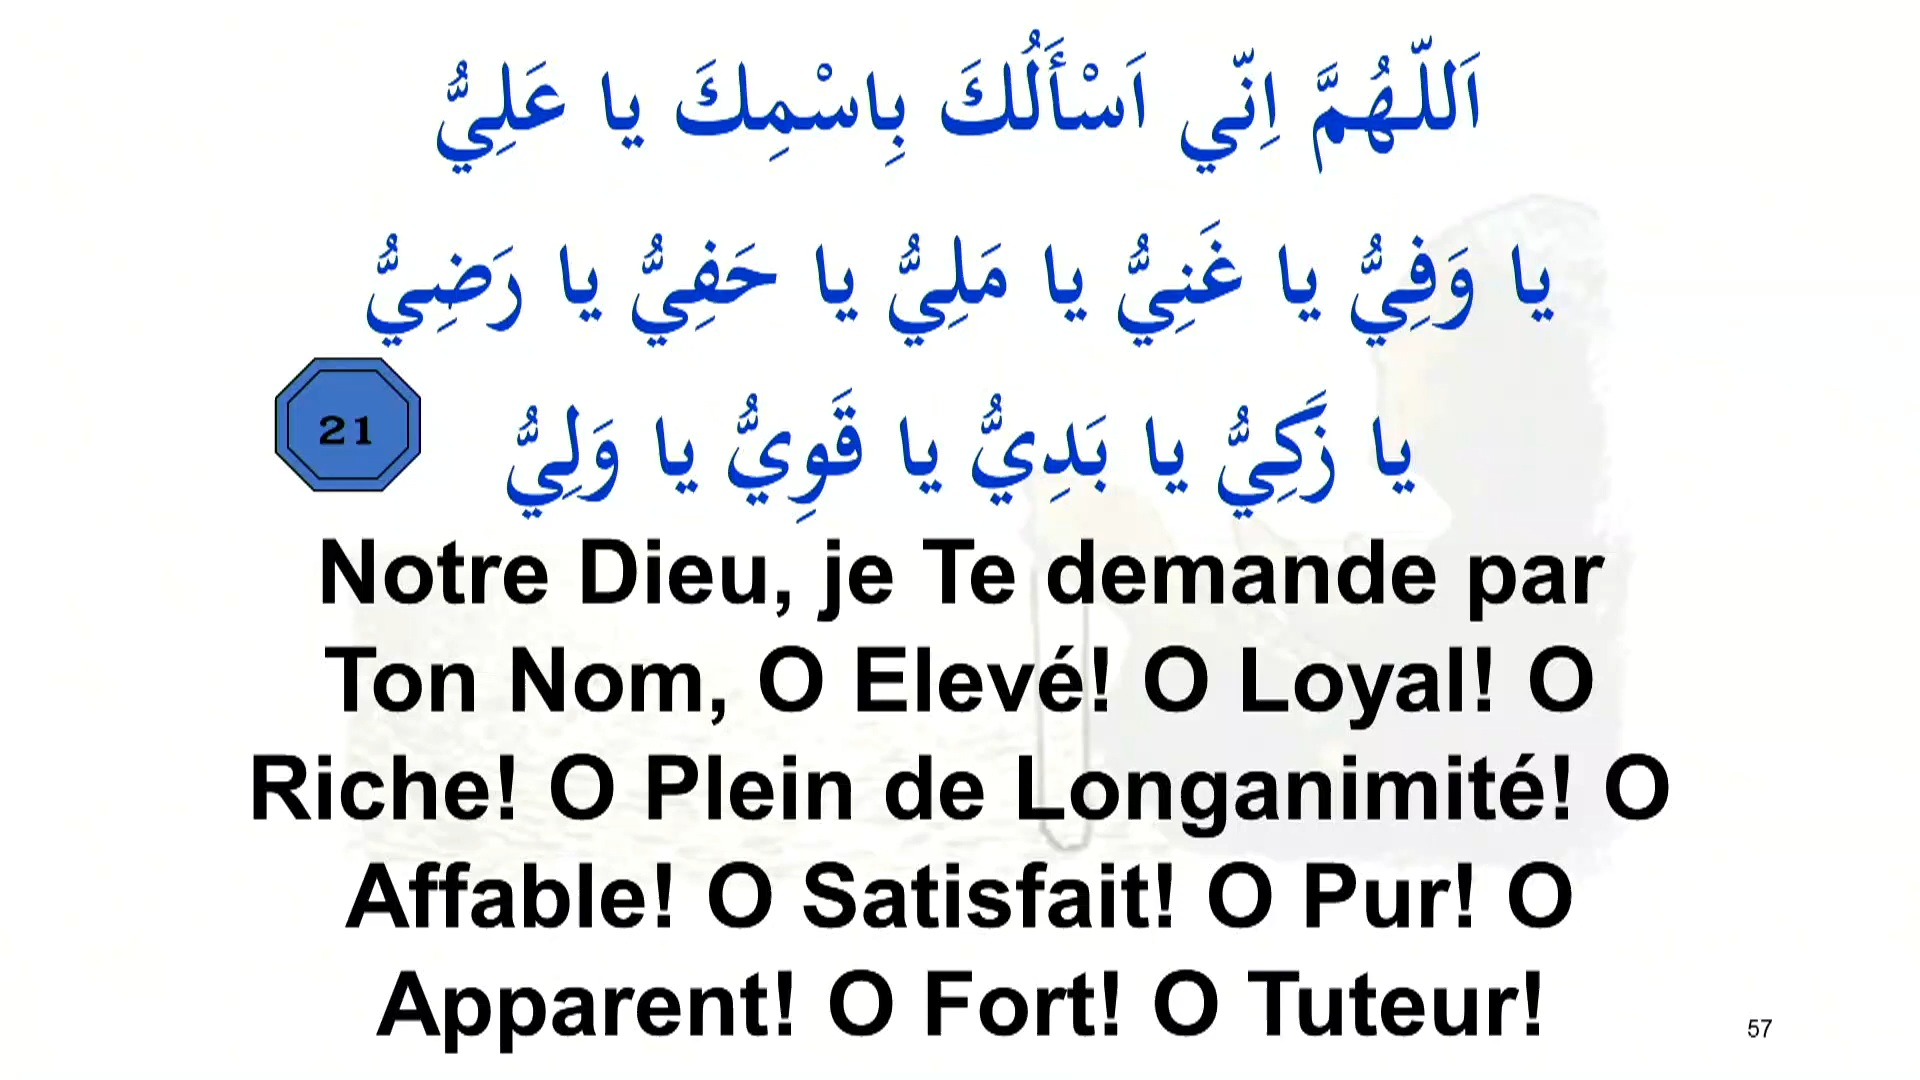 اَللّهُمَّ اِنّي اَسْأَلُكَ بِاسْمِكَ يا عَلِيُّ
يا وَفِيُّ يا غَنِيُّ يا مَلِيُّ يا حَفِيُّ يا رَضِيُّ
يا زَكِيُّ يا بَدِيُّ يا قَوِيُّ يا وَلِيُّ
21
Notre Dieu, je Te demande par
Ton Nom, O Elevé! O Loyal! O
Riche! O Plein de Longanimité! O
Affable! O Satisfait! O Pur! O
Apparent! O Fort! O Tuteur!
57